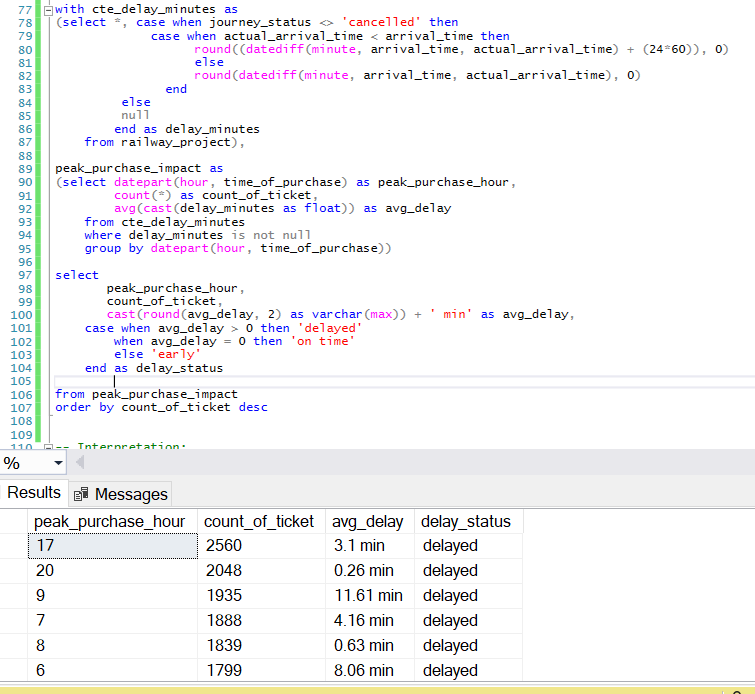 77 with cte_delay_minutes as
78 (select *, case when journey_status <> 'cancelled' then
79 case when actual_arrival_time < arrival_time then
80 round((datediff(minute, arrival_time, actual_arrival_time) + (24*60)), 0)
81 else
82 round(datediff(minute, arrival_time, actual_arrival_time), 0)
83 end
84 else
85 null
86 end as delay_minutes
87 from railway_project),
88
89 peak_purchase_impact as
90 (select datepart(hour, time_of_purchase) as peak_purchase_hour,
91 count(*) as count_of_ticket,
92 avg(cast(delay_minutes as float)) as avg_delay
93 from cte_delay_minutes
94 where delay_minutes is not null
95 group by datepart(hour, time_of_purchase))
96
97 select
98 peak_purchase_hour,
99 count_of_ticket,
100 cast(round(avg_delay, 2) as varchar(max)) + ' min' as avg_delay,
101 case when avg_delay > 0 then 'delayed'
102 when avg_delay = 0 then 'on time'
103 else 'early'
104 end as delay_status
105
106 from peak_purchase_impact
107 order by count_of_ticket desc
108
109
110 -- Interpretation:
%
Results Messages
peak_purchase_hour count_of_ticket avg_delay delay_status
17 2560 3.1 min delayed
20 2048 0.26 min delayed
9 1935 11.61 min delayed
7 1888 4.16 min delayed
8 1839 0.63 min delayed
6 1799 8.06 min delayed